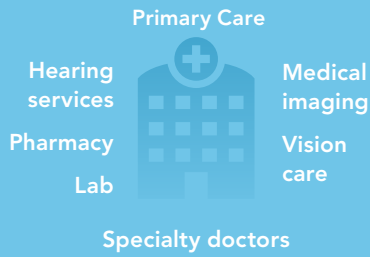 Primary Care
Hearing
services
Pharmacy
Lab
Medical
imaging
Vision
care
Specialty doctors